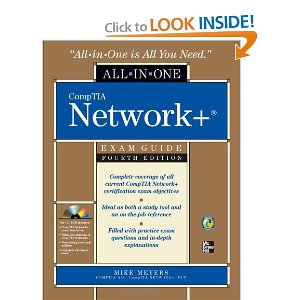 Click to
LOOK INSIDE!
"All-in-One is All You Need."
ALL-IN-ONE
CompTIA
Network+®
EXAM GUIDE
FOURTH EDITION
Complete coverage of all
current CompTIA Network+
certification exam objectives
Ideal as both a study tool and
an on-the-job reference
Filled with practice exam
questions and in-depth
explanations
MIKE MEYERS